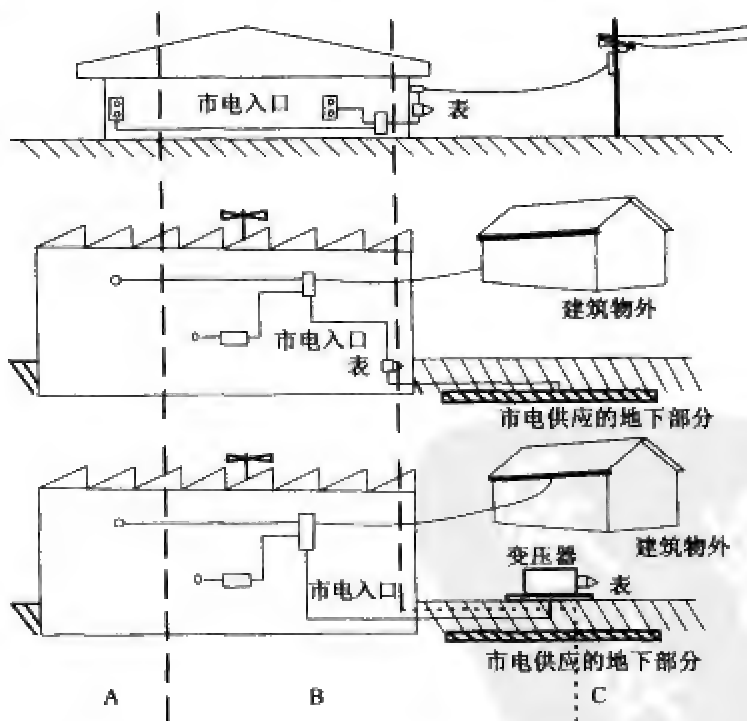 市电入口
表
建筑物外
市电入口
表
市电供应的地下部分
建筑物外
变压器
市电入口
表
市电供应的地下部分
A B C